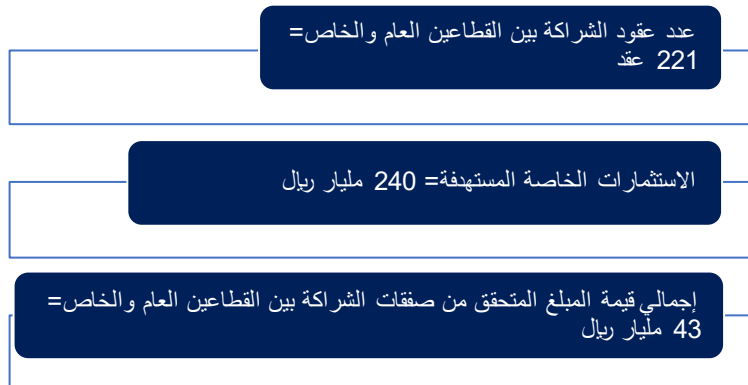 عدد عقود الشراكة بين القطاعين العام والخاص=
221 عقد
الاستثمارات الخاصة المستهدفة= 240 مليار ريال
إجمالي قيمة المبلغ المتحقق من صفقات الشراكة بين القطاعين العام والخاص=
43 مليار ريال